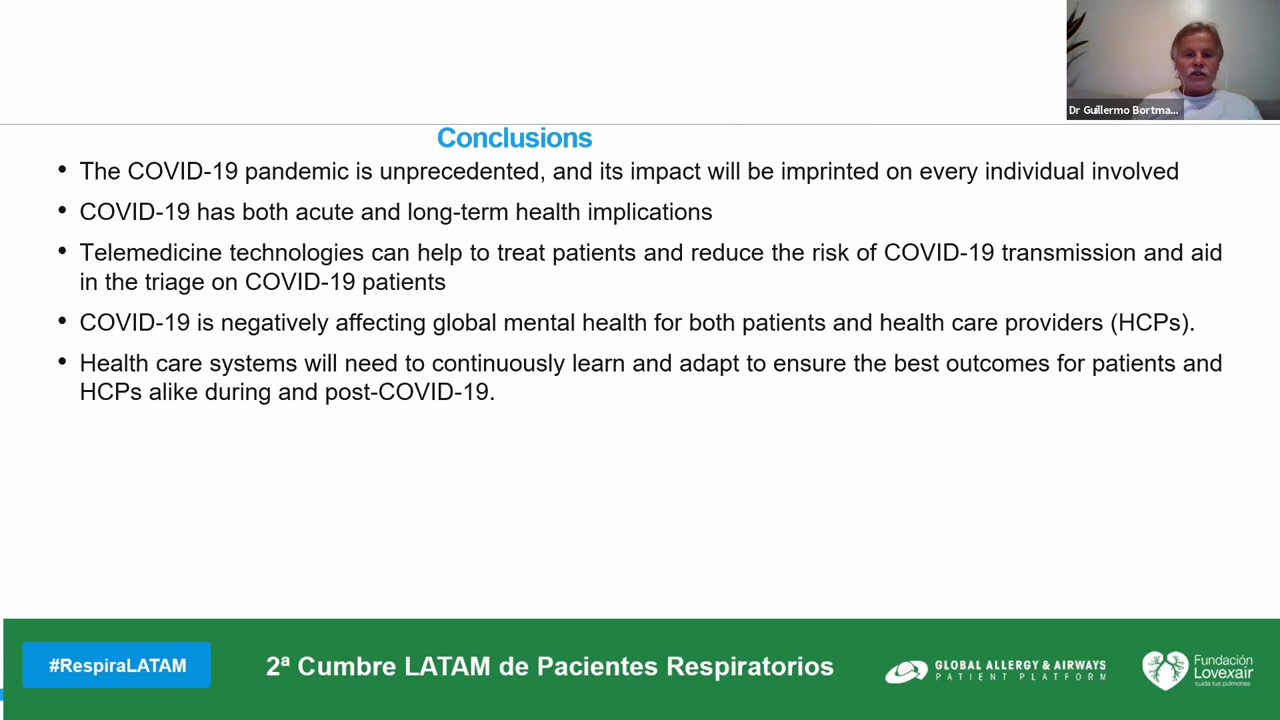 Dr Guillermo Bortma...
Conclusions
• The COVID-19 pandemic is unprecedented, and its impact will be imprinted on every individual involved
• COVID-19 has both acute and long-term health implications
• Telemedicine technologies can help to treat patients and reduce the risk of COVID-19 transmission and aid
in the triage on COVID-19 patients
• COVID-19 is negatively affecting global mental health for both patients and health care providers (HCPs).
• Health care systems will need to continuously learn and adapt to ensure the best outcomes for patients and
HCPs alike during and post-COVID-19.
#RespiraLATAM
2ª Cumbre LATAM de Pacientes Respiratorios
GLOBAL ALLERGY & AIRWAYS
PATIENT PLATFORM
Fundación
Lovexair
cuida tus pulmones